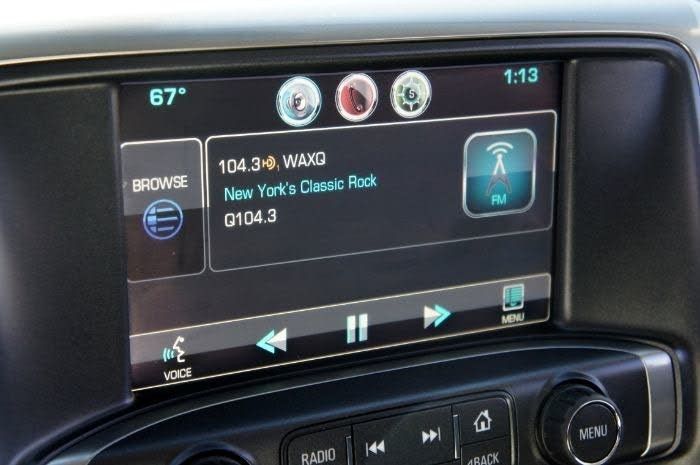 67° 1:13
S
BROWSE
104.3 WAXQ
New York's Classic Rock
Q104.3
FM
VOICE
MENU
RADIO
MENU
BACK